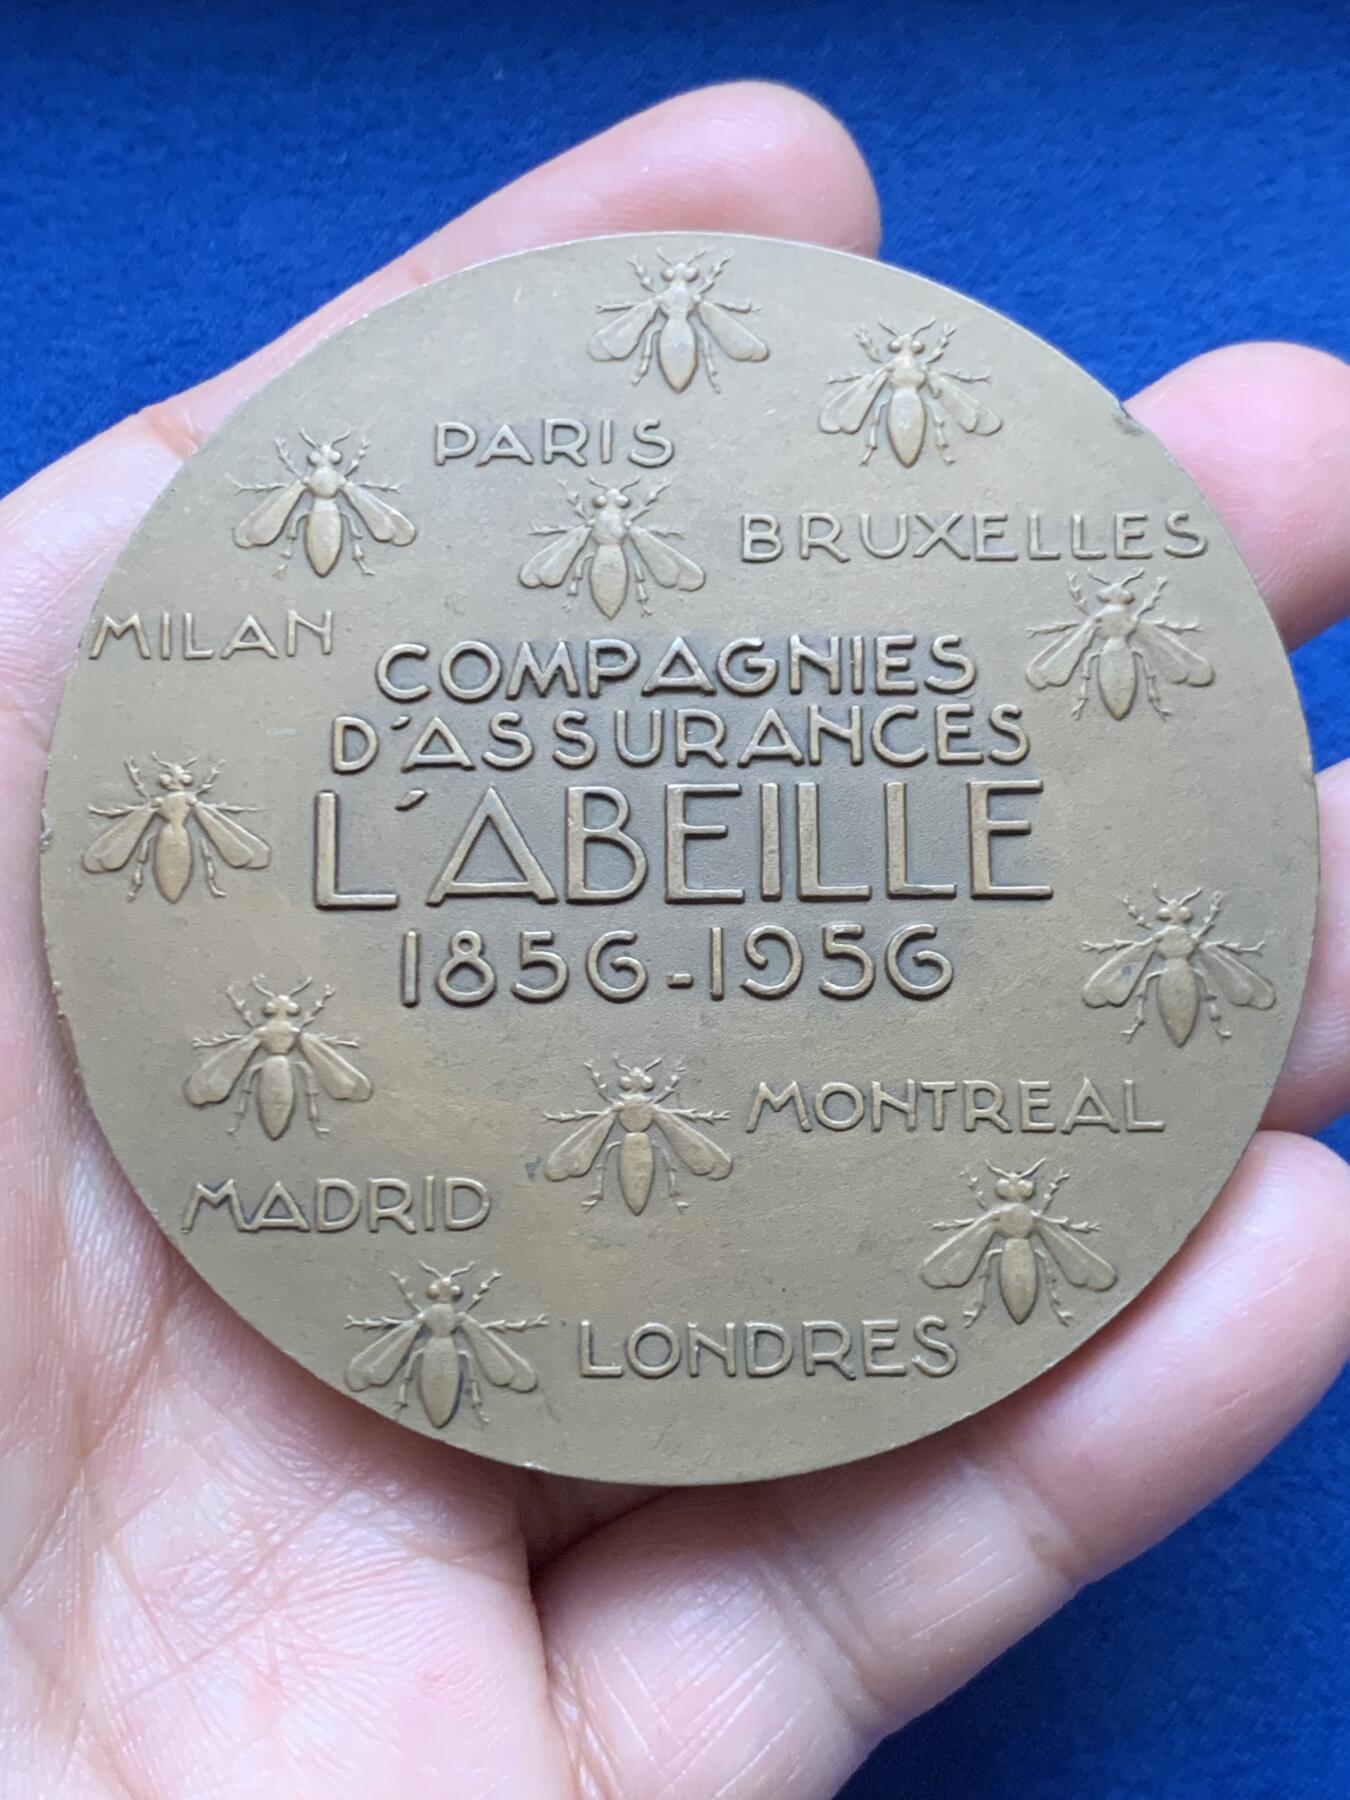 PARIS
BRUXELLES
MILAN
COMPAGNIES
D'ASSURANCES
L'ABEILLE
1856-1956
MONTREAL
MADRID
LONDRES